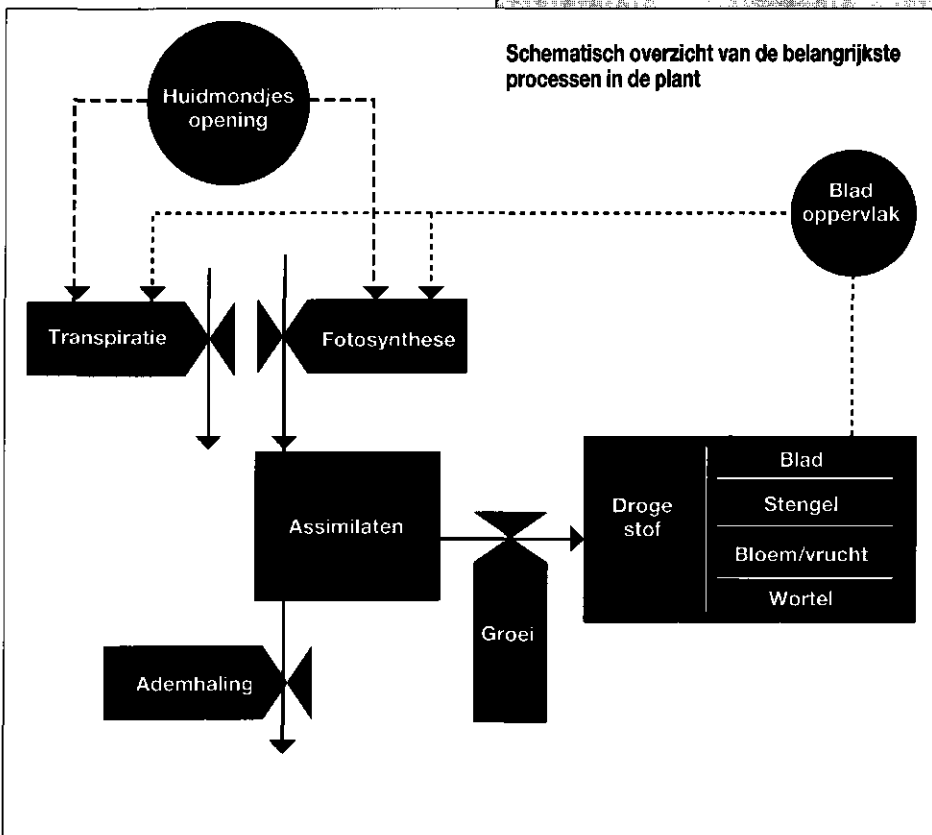 Schematisch overzicht van de belangrijkste
processen in de plant
Huidmondjes
opening
Blad
oppervlak
Transpiratie
Fotosynthese
Assimilaten
Droge
stof
Blad
Stengel
Bloem/vrucht
Wortel
Groei
Ademhaling